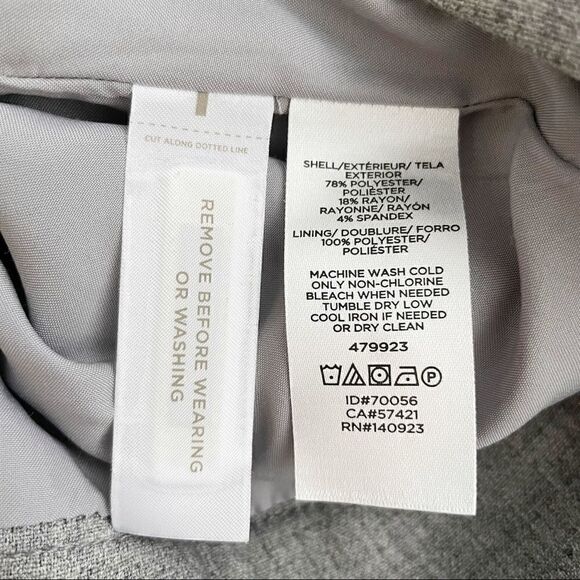 CUT ALONG DOTTED LINE
REMOVE BEFORE WEARING
OR WASHING
SHELL/EXTÉRIEUR/ TELA
EXTERIOR
78% POLYESTER/
POLIÉSTER
18% RAYON/
RAYONNE/ RAYÓN
4% SPANDEX
LINING/ DOUBLURE/ FORRO
100% POLYESTER/
POLIÉSTER
MACHINE WASH COLD
ONLY NON-CHLORINE
BLEACH WHEN NEEDED
TUMBLE DRY LOW
COOL IRON IF NEEDED
OR DRY CLEAN
479923
P
ID#70056
CA#57421
RN#140923